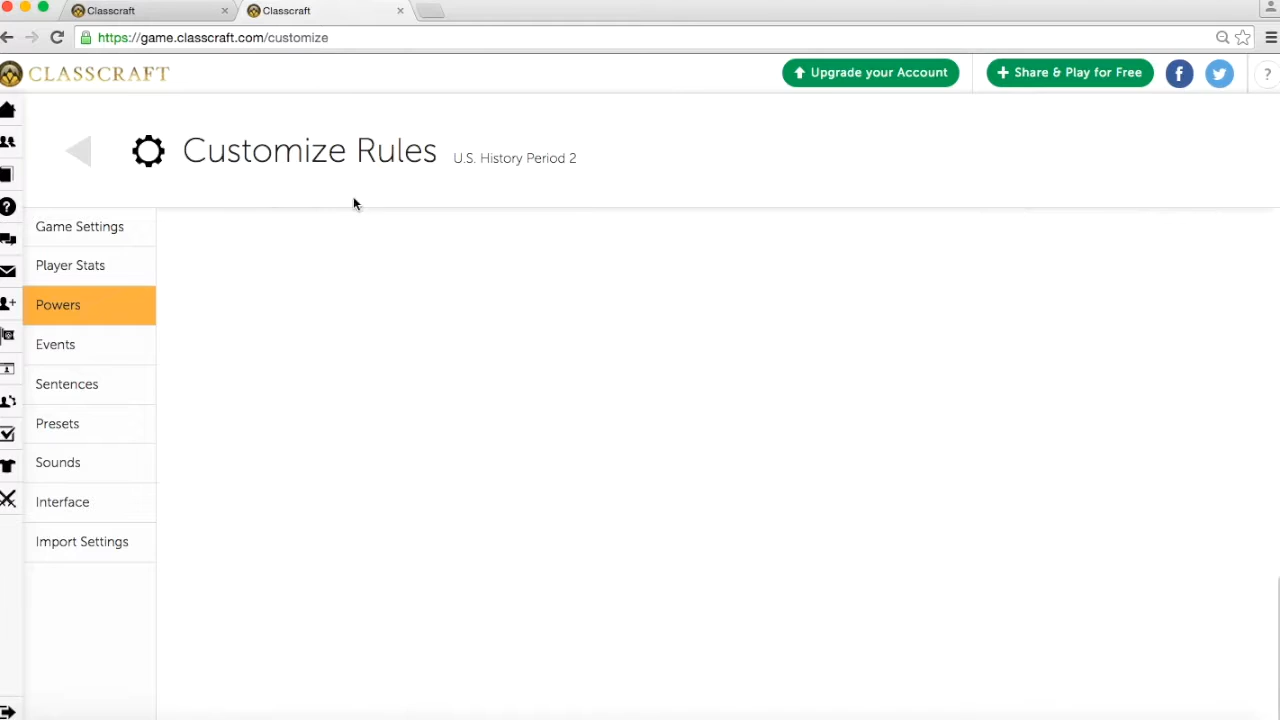 Classcraft
Classcraft
https://game.classcraft.com/customize
CLASSCRAFT
Upgrade your Account
Share & Play for Free
Customize Rules
U.S. History Period 2
Game Settings
Player Stats
Powers
Events
Sentences
Presets
Sounds
Interface
Import Settings